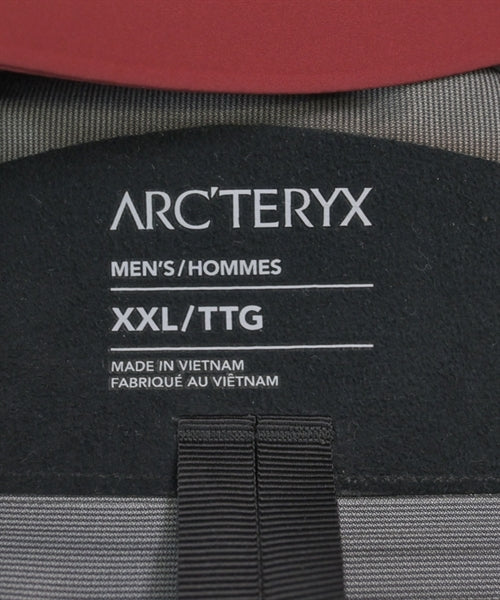 ARC'TERYX
MEN'S/HOMMES
XXL/TTG
MADE IN VIETNAM
FABRIQUÉ AU VIÊTNAM